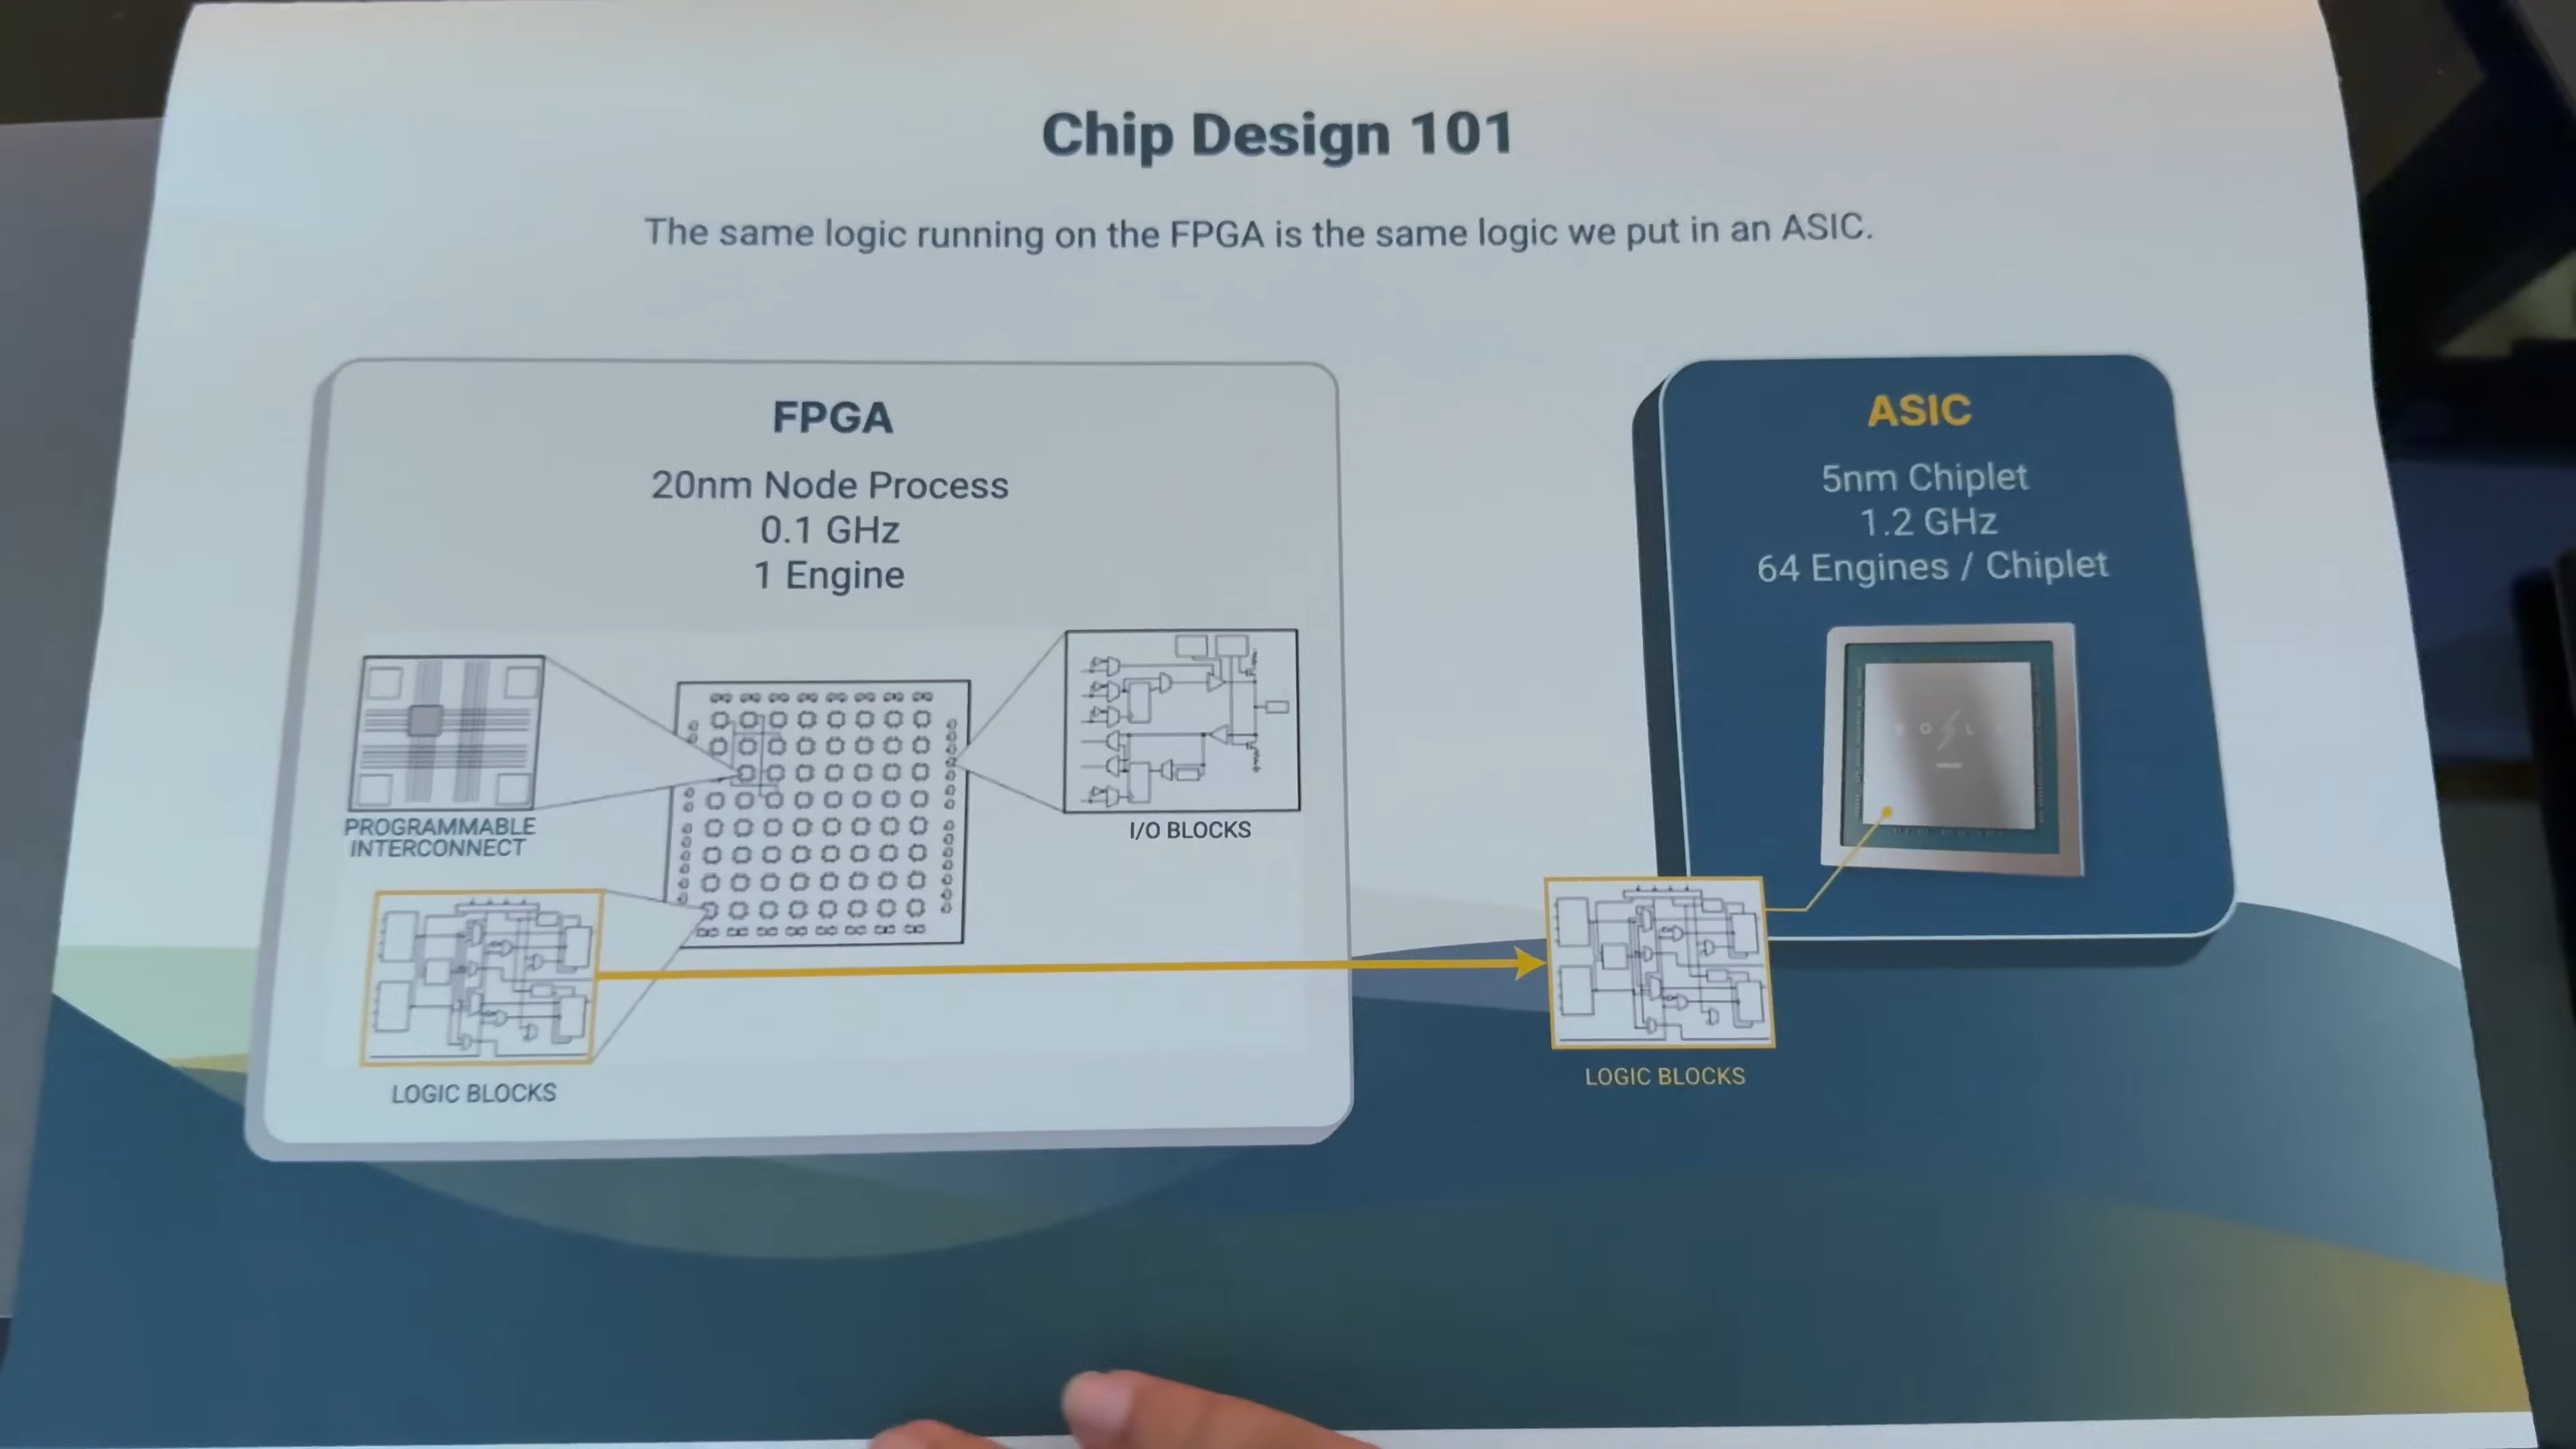 Chip Design 101
The same logic running on the FPGA is the same logic we put in an ASIC.
FPGA
20nm Node Process
0.1 GHz
1 Engine
PROGRAMMABLE
INTERCONNECT
I/O BLOCKS
LOGIC BLOCKS
ASIC
5nm Chiplet
1.2 GHz
64 Engines / Chiplet
LOGIC BLOCKS